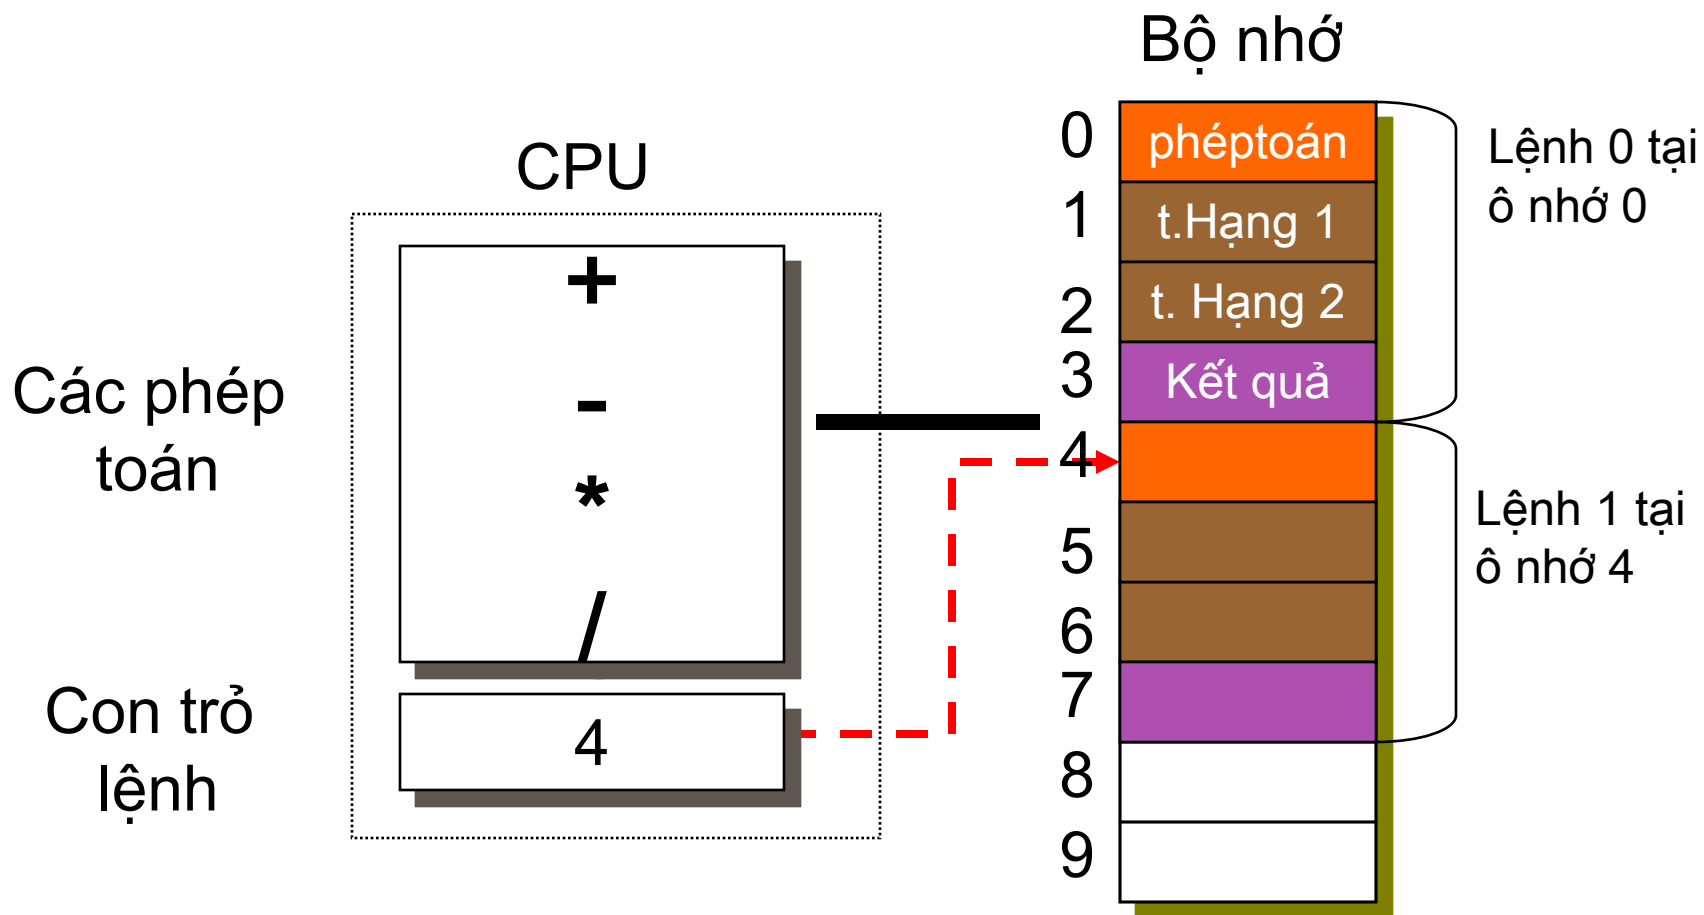 Bộ nhớ
CPU
Các phép
toán
Con trỏ
lệnh
+
-
*
/
4
0
1
2
3
4
5
6
7
8
9
phéptoán
t.Hạng 1
t. Hạng 2
Kết quả
Lệnh 0 tại
ô nhớ 0
Lệnh 1 tại
ô nhớ 4